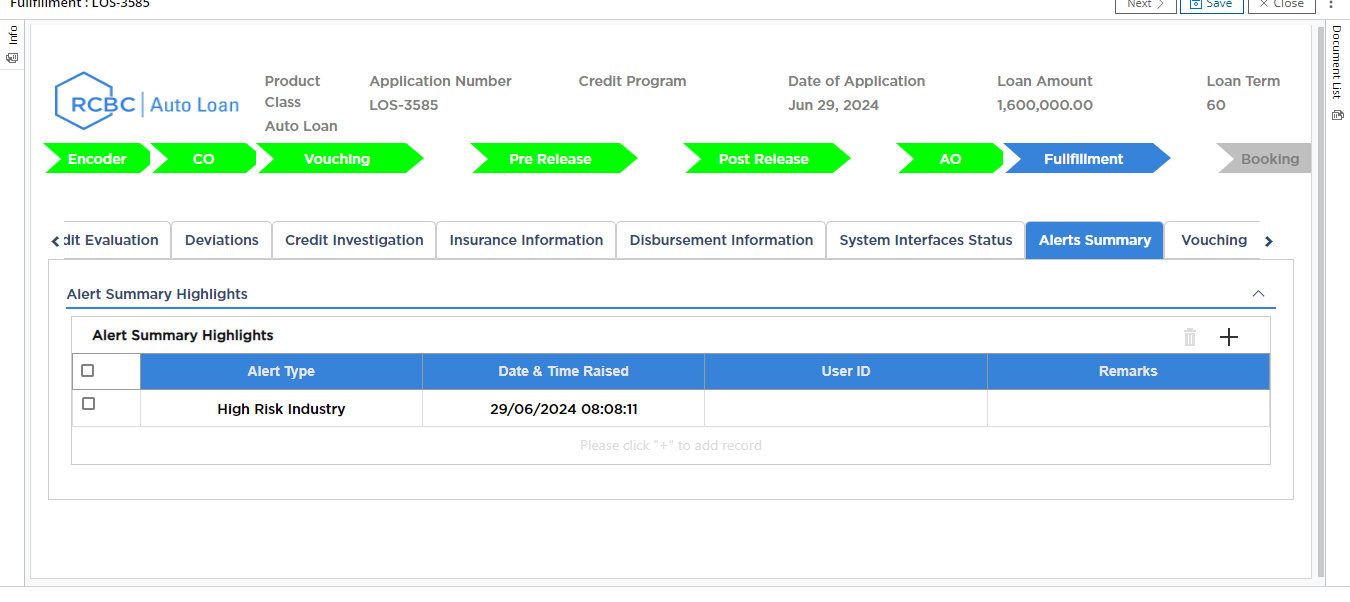 Fullfillment : LOS-3585
Next
Save
Close
Info
Document List
RCBC Auto Loan
Product Class
Auto Loan
Application Number
LOS-3585
Credit Program
Date of Application
Jun 29, 2024
Loan Amount
1,600,000.00
Loan Term
60
Encoder CO Vouching Pre Release Post Release AO Fullfillment Booking
dit Evaluation Deviations Credit Investigation Insurance Information Disbursement Information System Interfaces Status Alerts Summary Vouching
Alert Summary Highlights
Alert Summary Highlights
Alert Type Date & Time Raised User ID Remarks
High Risk Industry 29/06/2024 08:08:11
Please click "+" to add record